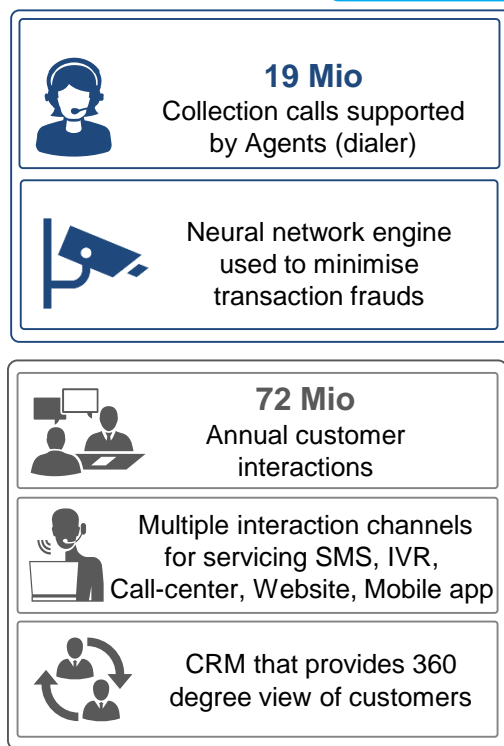 19 Mio
Collection calls supported
by Agents (dialer)
Neural network engine
used to minimise
transaction frauds
72 Mio
Annual customer
interactions
Multiple interaction channels
for servicing SMS, IVR,
Call-center, Website, Mobile app
CRM that provides 360
degree view of customers